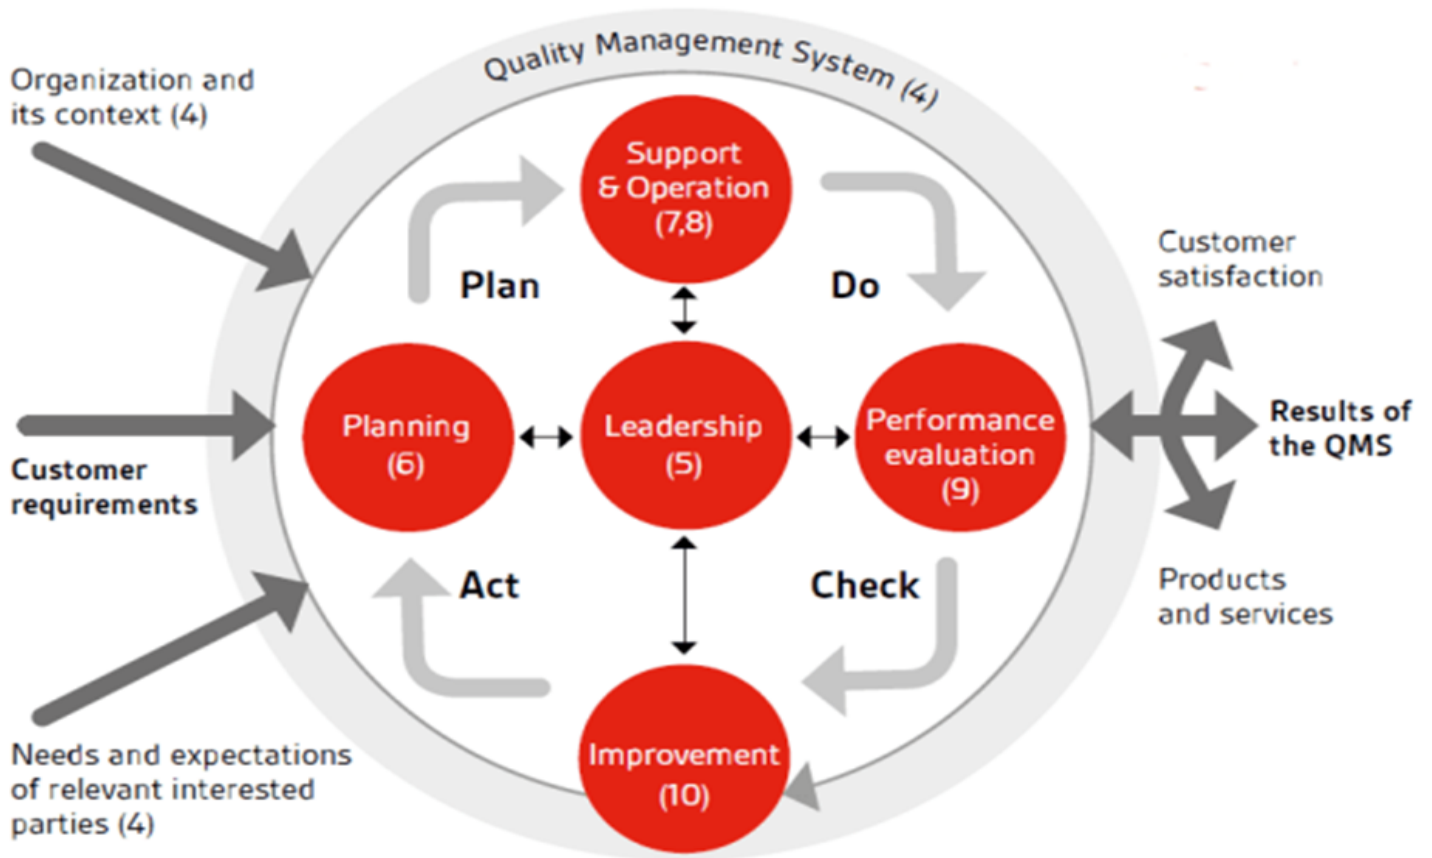 Quality Management System (4)
Organization and
its context (4)
Support
& Operation
(7,8)
Plan
Do
Customer
satisfaction
Planning
(6)
Leadership
(5)
Performance
evaluation
(9)
Results of
the QMS
Customer
requirements
Act
Check
Products
and services
Improvement
(10)
Needs and expectations
of relevant interested
parties (4)